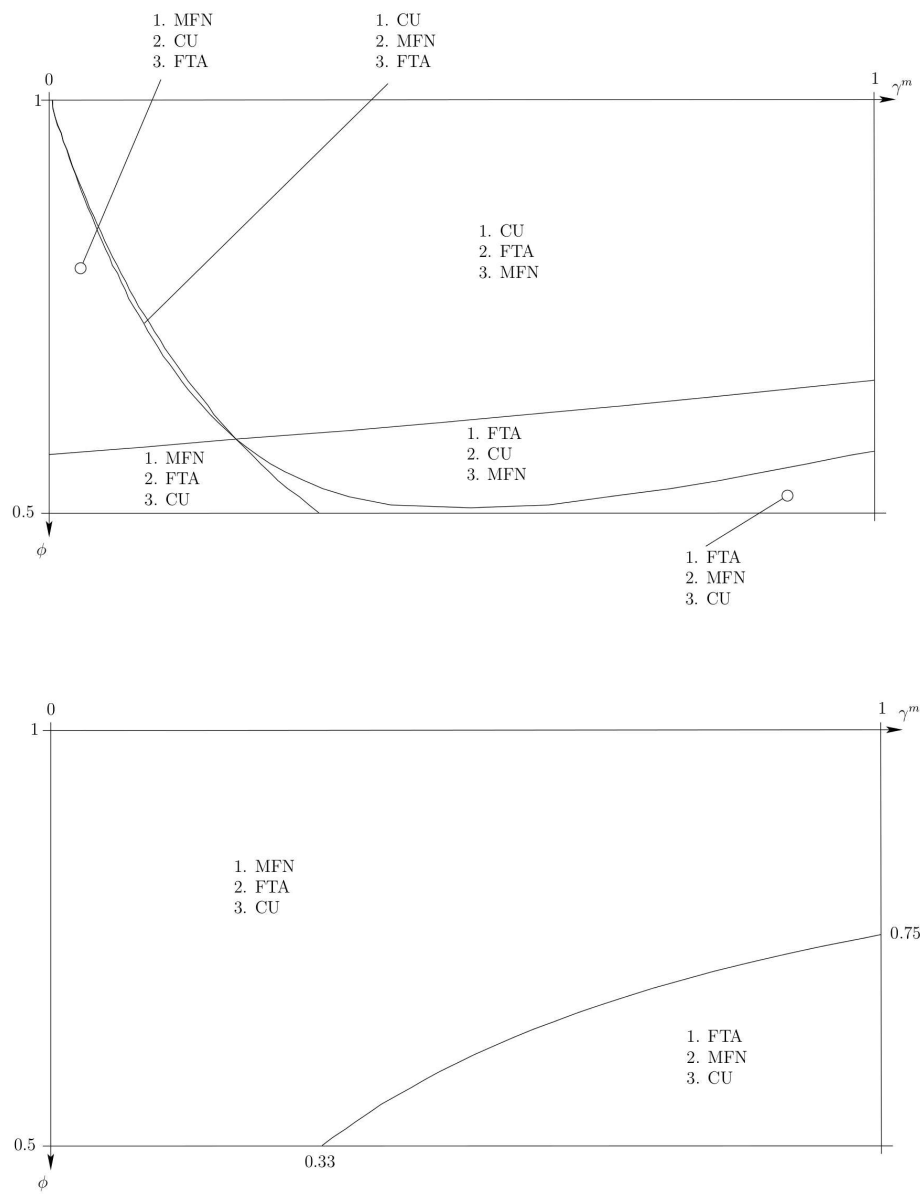 1. MFN
2. CU
3. FTA
1. CU
2. MFN
3. FTA
0
1
γ^m
1
1. CU
2. FTA
3. MFN
1. FTA
2. CU
3. MFN
1. MFN
2. FTA
3. CU
0.5
ϕ
1. FTA
2. MFN
3. CU
0
1
γ^m
1
1. MFN
2. FTA
3. CU
0.75
1. FTA
2. MFN
3. CU
0.5
0.33
ϕ